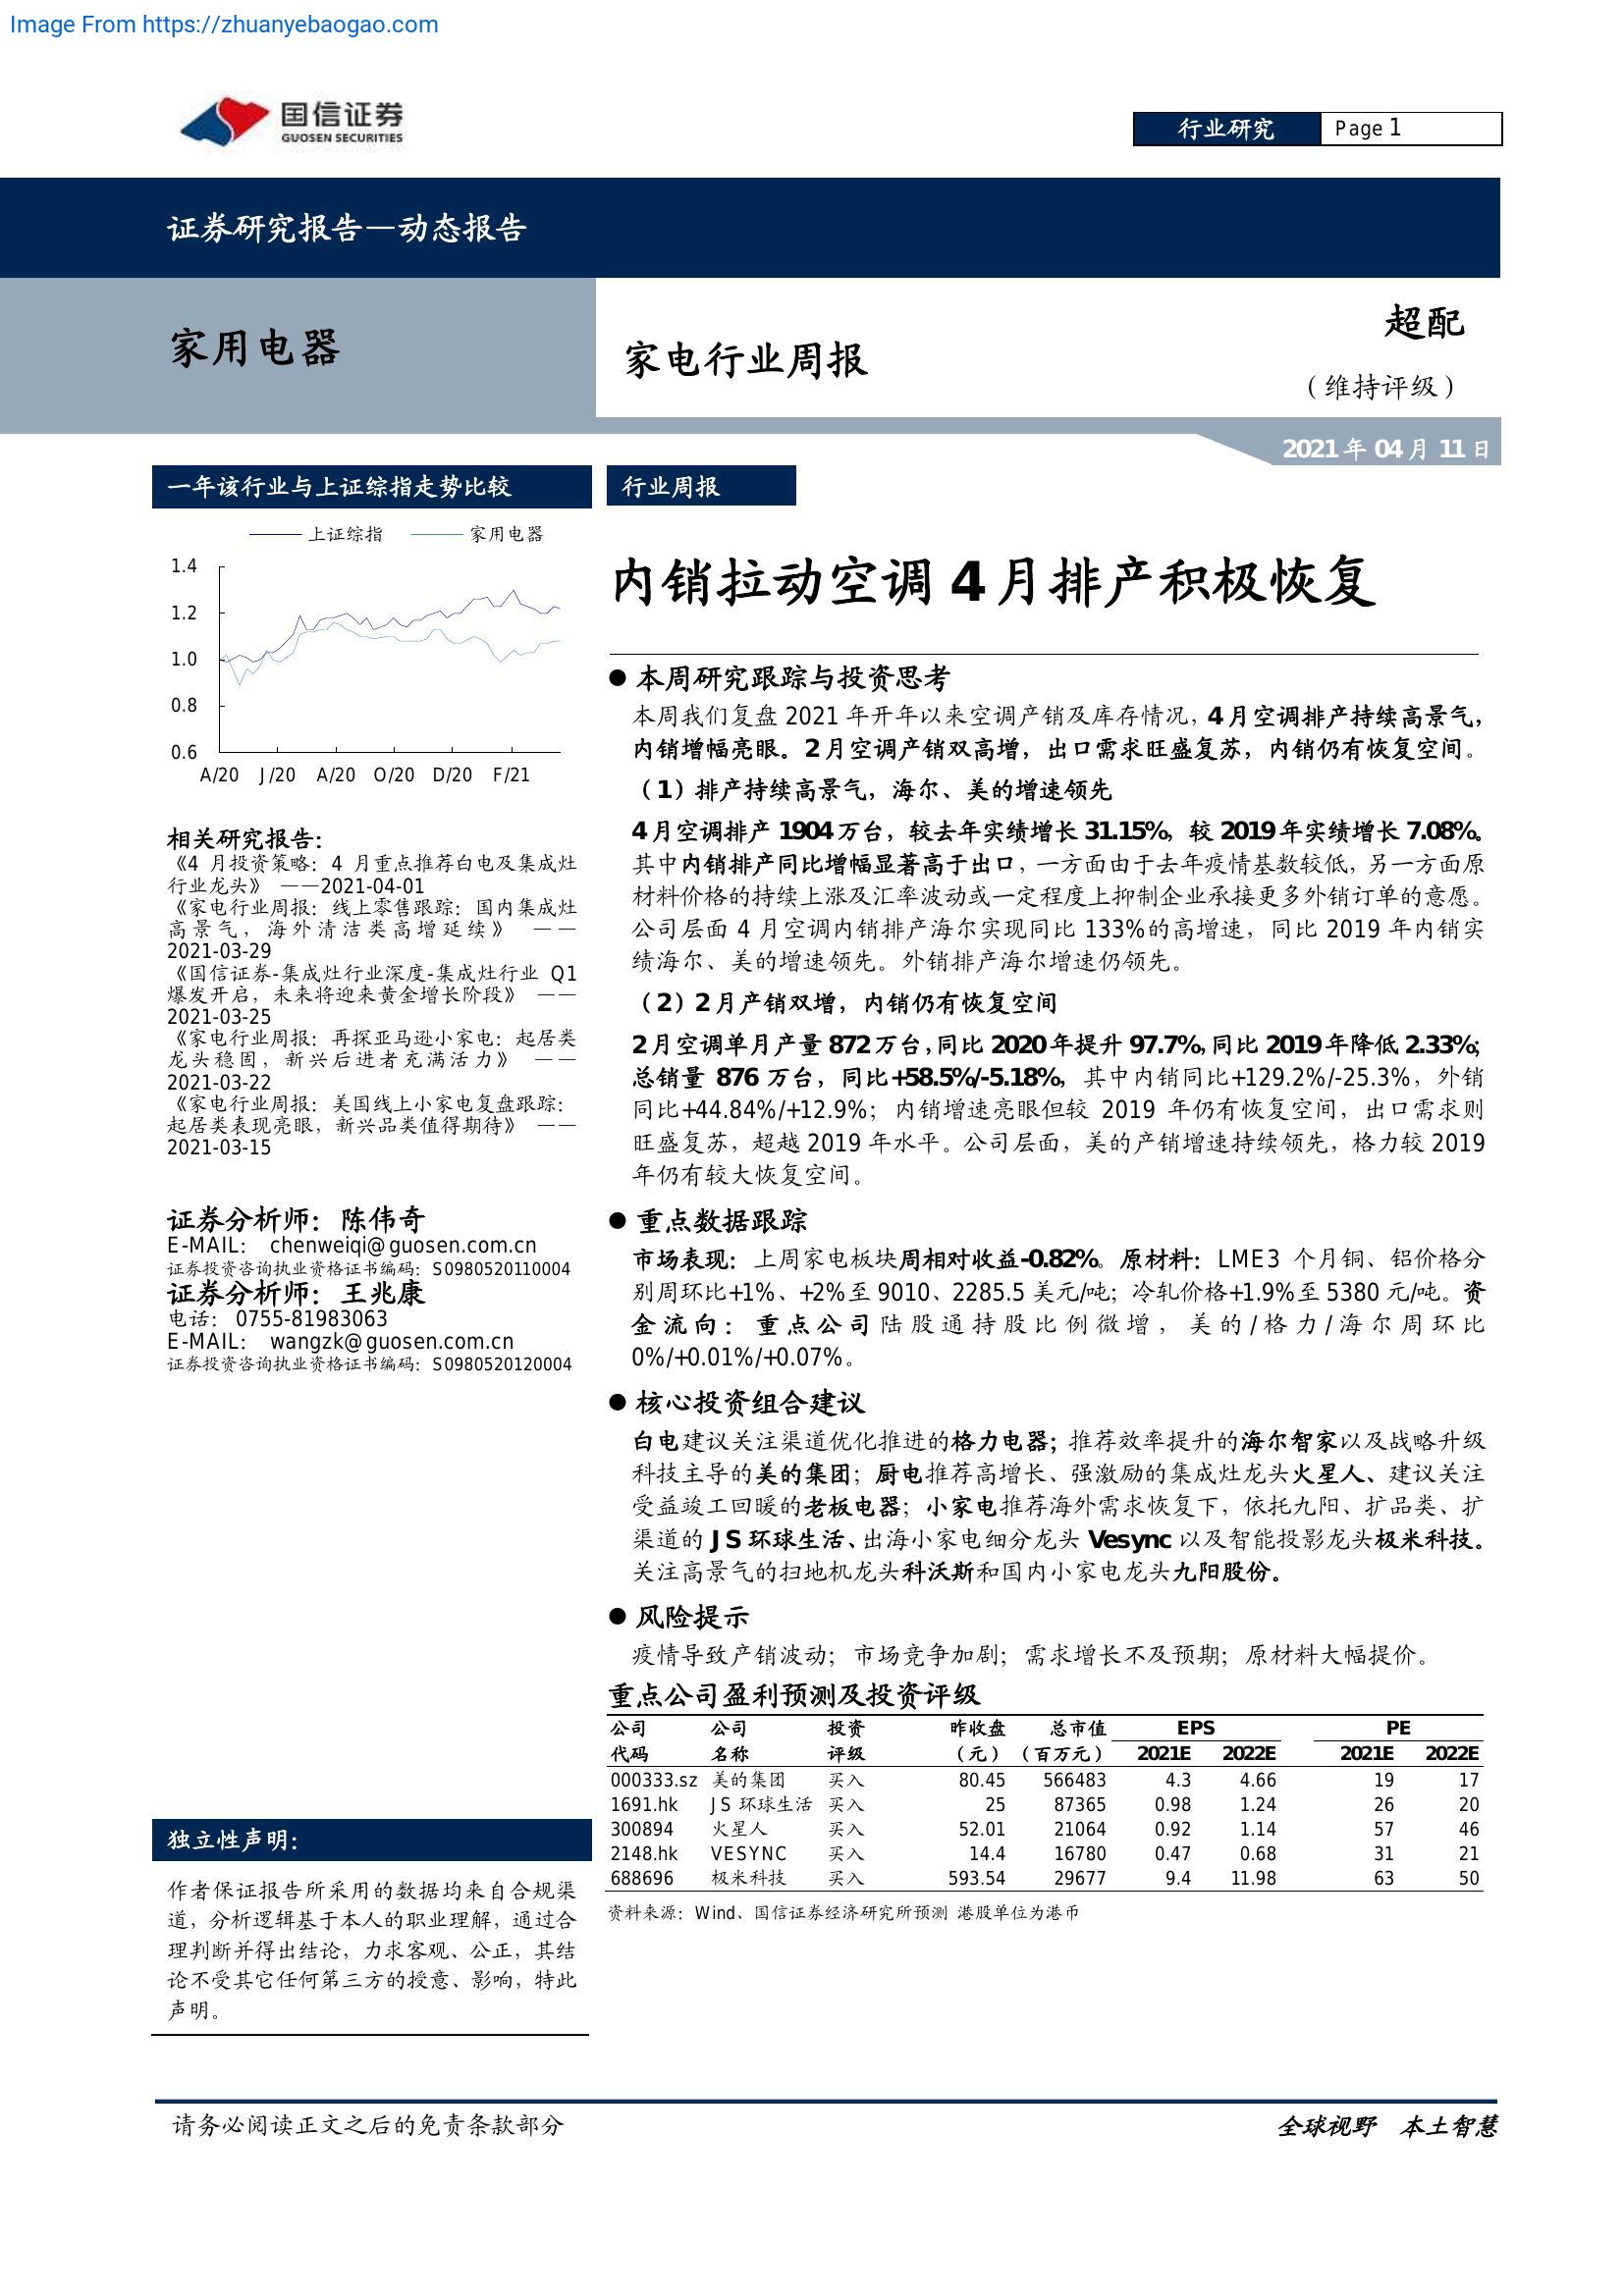 Image From https://zhuanyebaogao.com
国信证券
GUOSEN SECURITIES
行业研究 Page 1
证券研究报告—动态报告
家用电器
家电行业周报
超配
（维持评级）
2021 年 04 月 11 日
一年该行业与上证综指走势比较
上证综指 家用电器
1.4
1.2
1.0
0.8
0.6
A/20 J/20 A/20 O/20 D/20 F/21
相关研究报告：
《4 月投资策略：4 月重点推荐白电及集成灶
行业龙头》 ——2021-04-01
《家电行业周报：线上零售跟踪：国内集成灶
高景气，海外清洁类高增延续》 ——
2021-03-29
《国信证券-集成灶行业深度-集成灶行业 Q1
爆发开启，未来将迎来黄金增长阶段》 ——
2021-03-25
《家电行业周报：再探亚马逊小家电：起居类
龙头稳固，新兴后进者充满活力》 ——
2021-03-22
《家电行业周报：美国线上小家电复盘跟踪：
起居类表现亮眼，新兴品类值得期待》 ——
2021-03-15
证券分析师：陈伟奇
E-MAIL： chenweiqi@guosen.com.cn
证券投资咨询执业资格证书编码：S0980520110004
证券分析师：王兆康
电话： 0755-81983063
E-MAIL： wangzk@guosen.com.cn
证券投资咨询执业资格证书编码：S0980520120004
独立性声明：
作者保证报告所采用的数据均来自合规渠
道，分析逻辑基于本人的职业理解，通过合
理判断并得出结论，力求客观、公正，其结
论不受其它任何第三方的授意、影响，特此
声明。
行业周报
内销拉动空调 4 月排产积极恢复
● 本周研究跟踪与投资思考
本周我们复盘 2021 年开年以来空调产销及库存情况，4 月空调排产持续高景气，
内销增幅亮眼。2 月空调产销双高增，出口需求旺盛复苏，内销仍有恢复空间。
（1）排产持续高景气，海尔、美的增速领先
4 月空调排产 1904 万台，较去年实绩增长 31.15%，较 2019 年实绩增长 7.08%。
其中内销排产同比增幅显著高于出口，一方面由于去年疫情基数较低，另一方面原
材料价格的持续上涨及汇率波动或一定程度上抑制企业承接更多外销订单的意愿。
公司层面 4 月空调内销排产海尔实现同比 133%的高增速，同比 2019 年内销实
绩海尔、美的增速领先。外销排产海尔增速仍领先。
（2）2 月产销双增，内销仍有恢复空间
2 月空调单月产量 872 万台，同比 2020 年提升 97.7%，同比 2019 年降低 2.33%；
总销量 876 万台，同比+58.5%/-5.18%，其中内销同比+129.2%/-25.3%，外销
同比+44.84%/+12.9%；内销增速亮眼但较 2019 年仍有恢复空间，出口需求则
旺盛复苏，超越 2019 年水平。公司层面，美的产销增速持续领先，格力较 2019
年仍有较大恢复空间。
● 重点数据跟踪
市场表现：上周家电板块周相对收益-0.82%。原材料：LME3 个月铜、铝价格分
别周环比+1%、+2%至 9010、2285.5 美元/吨；冷轧价格+1.9%至 5380 元/吨。资
金流向：重点公司陆股通持股比例微增，美的/格力/海尔周环比
0%/+0.01%/+0.07%。
● 核心投资组合建议
白电建议关注渠道优化推进的格力电器；推荐效率提升的海尔智家以及战略升级
科技主导的美的集团；厨电推荐高增长、强激励的集成灶龙头火星人、建议关注
受益竣工回暖的老板电器；小家电推荐海外需求恢复下，依托九阳、扩品类、扩
渠道的 JS 环球生活、出海小家电细分龙头 Vesync 以及智能投影龙头极米科技。
关注高景气的扫地机龙头科沃斯和国内小家电龙头九阳股份。
● 风险提示
疫情导致产销波动；市场竞争加剧；需求增长不及预期；原材料大幅提价。
重点公司盈利预测及投资评级
公司 公司 投资 昨收盘 总市值 EPS PE
代码 名称 评级 （元） （百万元） 2021E 2022E 2021E 2022E
000333.sz 美的集团 买入 80.45 566483 4.3 4.66 19 17
1691.hk JS 环球生活 买入 25 87365 0.98 1.24 26 20
300894 火星人 买入 52.01 21064 0.92 1.14 57 46
2148.hk VESYNC 买入 14.4 16780 0.47 0.68 31 21
688696 极米科技 买入 593.54 29677 9.4 11.98 63 50
资料来源：Wind、国信证券经济研究所预测 港股单位为港币
请务必阅读正文之后的免责条款部分
全球视野 本土智慧